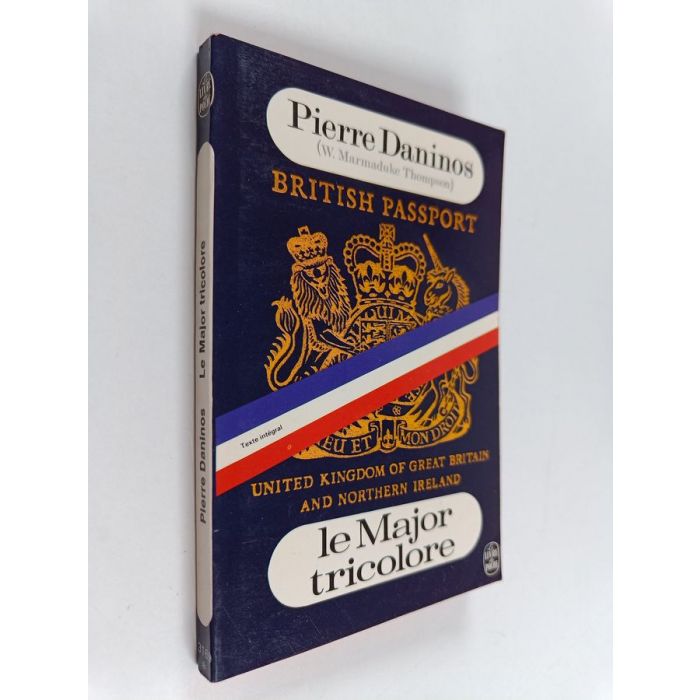 Pierre Daninos
(W. Marmaduke Thompson)
BRITISH PASSPORT
Texte intégral
DIEU ET MON DROIT
UNITED KINGDOM OF GREAT BRITAIN
AND NORTHERN IRELAND
le Major
tricolore
Pierre Daninos Le Major tricolore